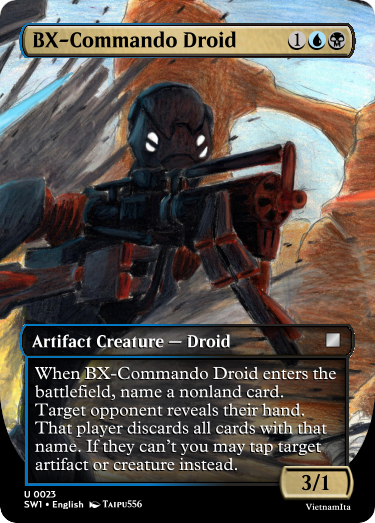 BX-Commando Droid 1
Artifact Creature — Droid
When BX-Commando Droid enters the
battlefield, name a nonland card.
Target opponent reveals their hand.
That player discards all cards with that
name. If they can't you may tap target
artifact or creature instead.
3/1
U 0023
SW1 • English TAIPU556
VietnamIta